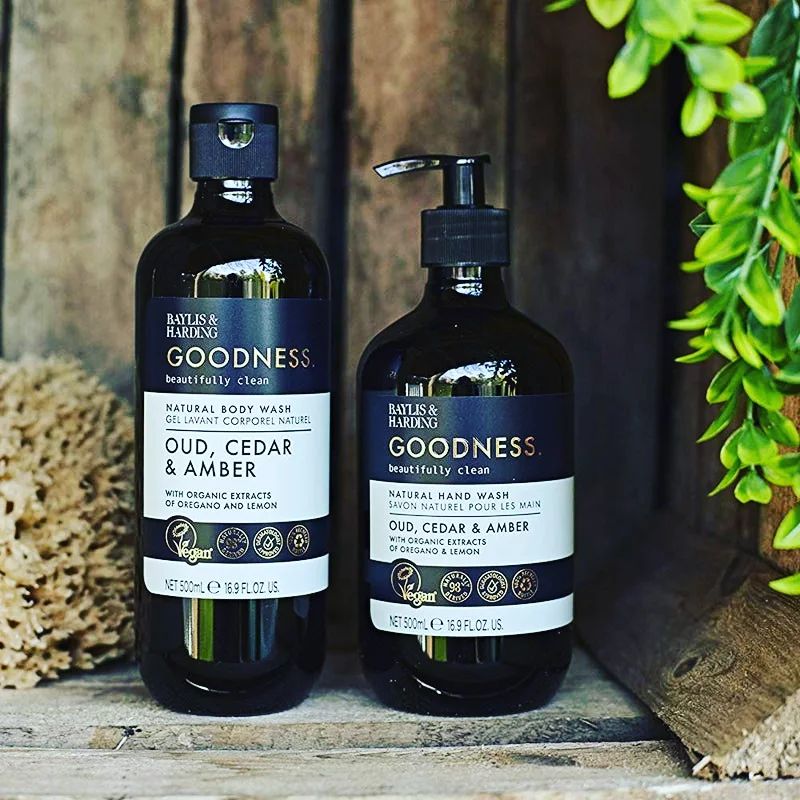 BAYLIS &
HARDING
GOODNESS.
beautifully clean
NATURAL BODY WASH
GEL LAVANT CORPOREL NATUREL
OUD, CEDAR
& AMBER
WITH ORGANIC EXTRACTS
OF OREGANO AND LEMON
Vegan
NET 500mL ℮ 16.9 FL.OZ. US.
BAYLIS &
HARDING
GOODNESS.
beautifully clean
NATURAL HAND WASH
SAVON NATUREL POUR LES MAIN
OUD, CEDAR & AMBER
WITH ORGANIC EXTRACTS
OF OREGANO & LEMON
Vegan
NATURALLY
93
DERIVED
NET 500mL ℮ 16.9 FL.OZ. US.